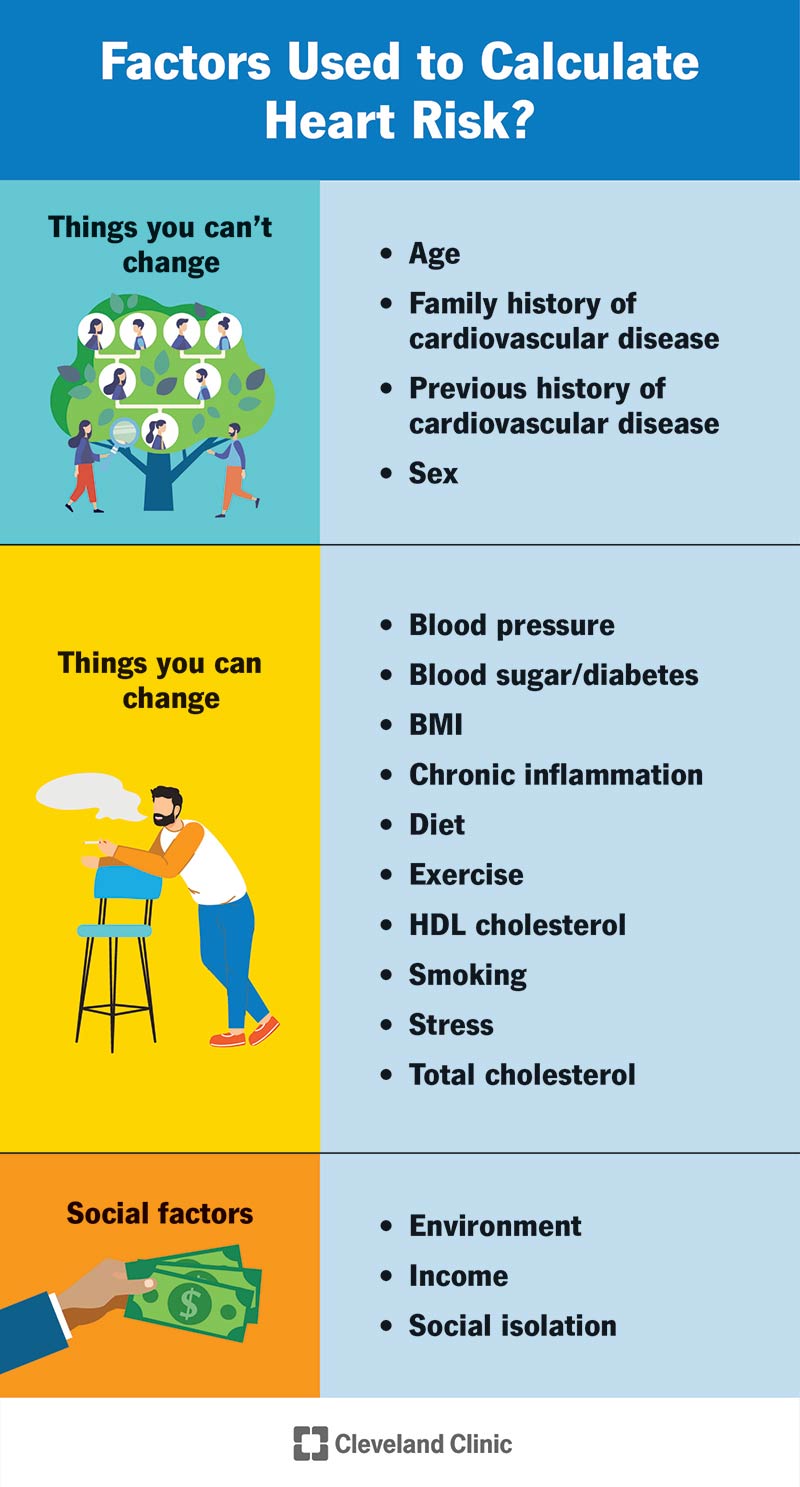 Factors Used to Calculate
Heart Risk?
Things you can't
change
• Age
• Family history of
cardiovascular disease
• Previous history of
cardiovascular disease
• Sex
Things you can
change
• Blood pressure
• Blood sugar/diabetes
• BMI
• Chronic inflammation
• Diet
• Exercise
• HDL cholesterol
• Smoking
• Stress
• Total cholesterol
Social factors
$
• Environment
• Income
• Social isolation
Cleveland Clinic